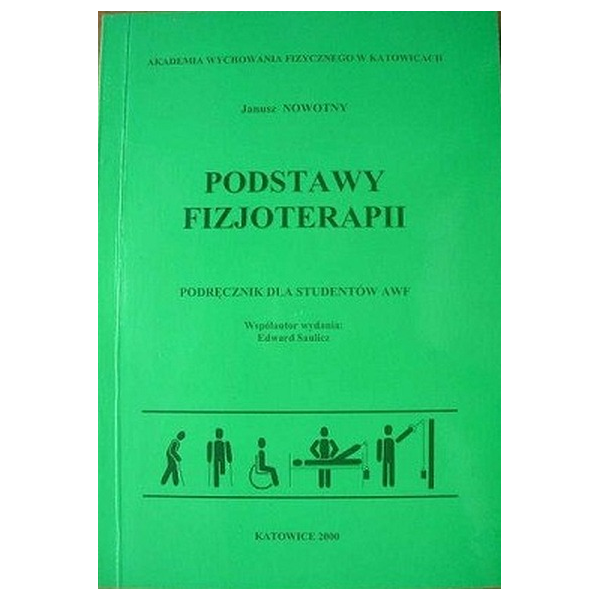 AKADEMIA WYCHOWANIA FIZYCZNEGO W KATOWICACH
Janusz NOWOTNY
PODSTAWY
FIZJOTERAPII
PODRĘCZNIK DLA STUDENTÓW AWF
Współautor wydania:
Edward Saulicz
KATOWICE 2000